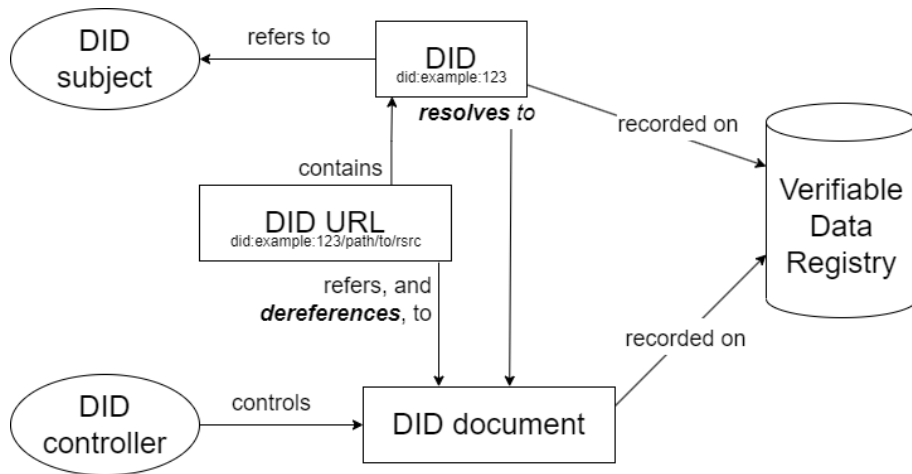 DID
subject
refers to
DID
did:example:123
resolves to
recorded on
contains
DID URL
did:example:123/path/to/rsrc
Verifiable
Data
Registry
refers, and
dereferences, to
recorded on
DID
controller
controls
DID document